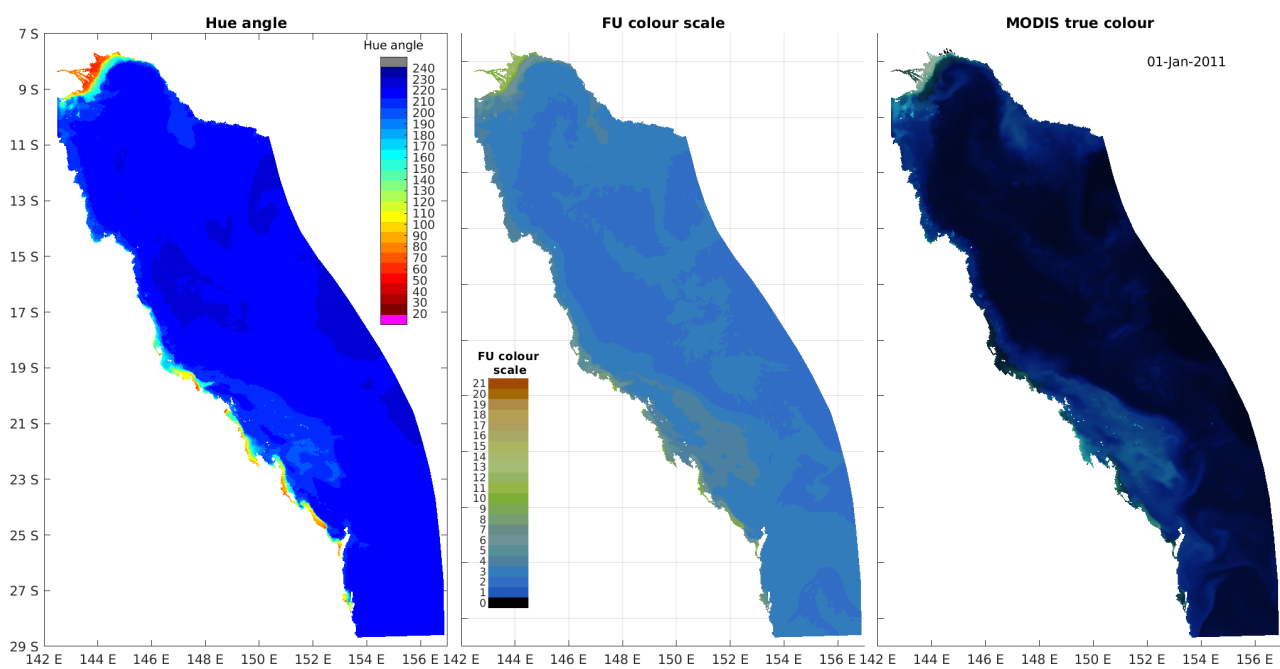 Hue angle
FU colour scale
MODIS true colour
7 S
9 S
11 S
13 S
15 S
17 S
19 S
21 S
23 S
25 S
27 S
29 S
Hue angle
240
220
210
200
190
180
170
160
150
140
130
120
110
100
90
80
70
60
50
40
30
20
01-Jan-2011
FU colour
scale
21
20
19
18
17
16
15
14
13
12
11
10
9
8
7
6
5
4
3
2
1
0
142 E
144 E
146 E
148 E
150 E
152 E
154 E
156 E
142 E
144 E
146 E
148 E
150 E
152 E
154 E
156 E
142 E
144 E
146 E
148 E
150 E
152 E
154 E
156 E